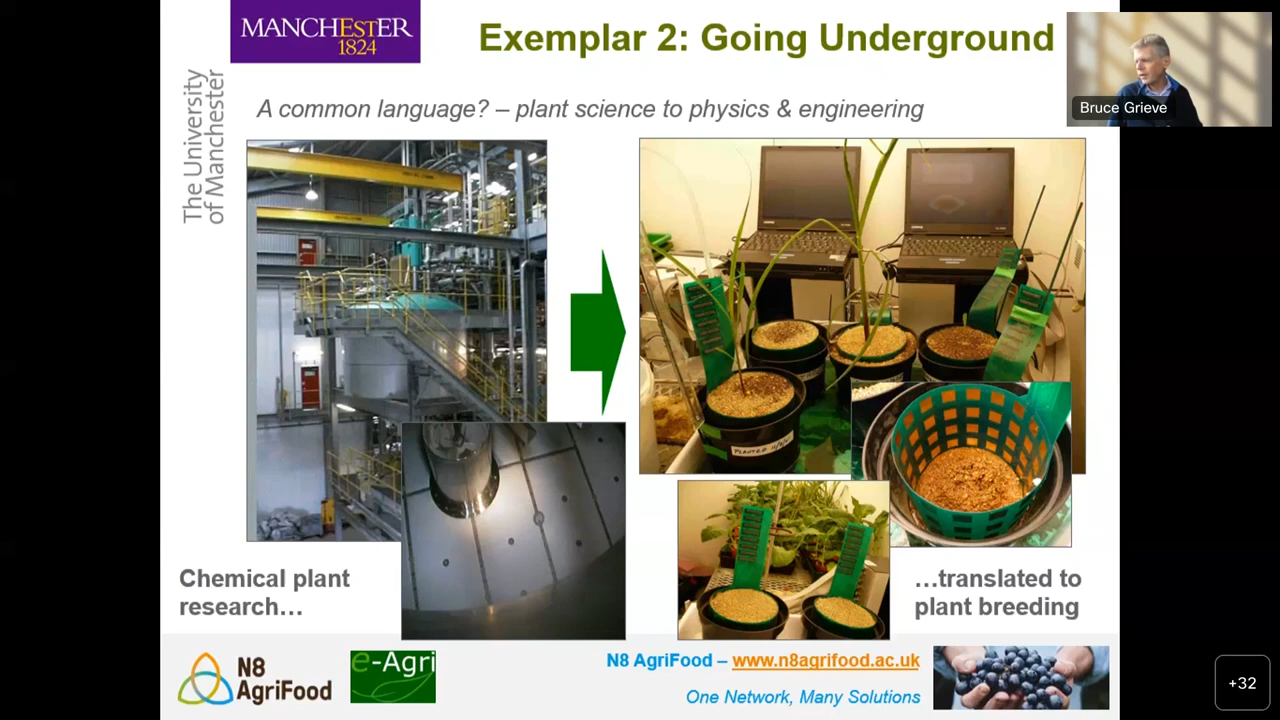 MANCHESTER
1824
The University
of Manchester
Exemplar 2: Going Underground
Bruce Grieve
A common language? – plant science to physics & engineering
PLANTED
Chemical plant
research…
…translated to
plant breeding
N8
AgriFood
e-Agri
N8 AgriFood – www.n8agrifood.ac.uk
One Network, Many Solutions
+32